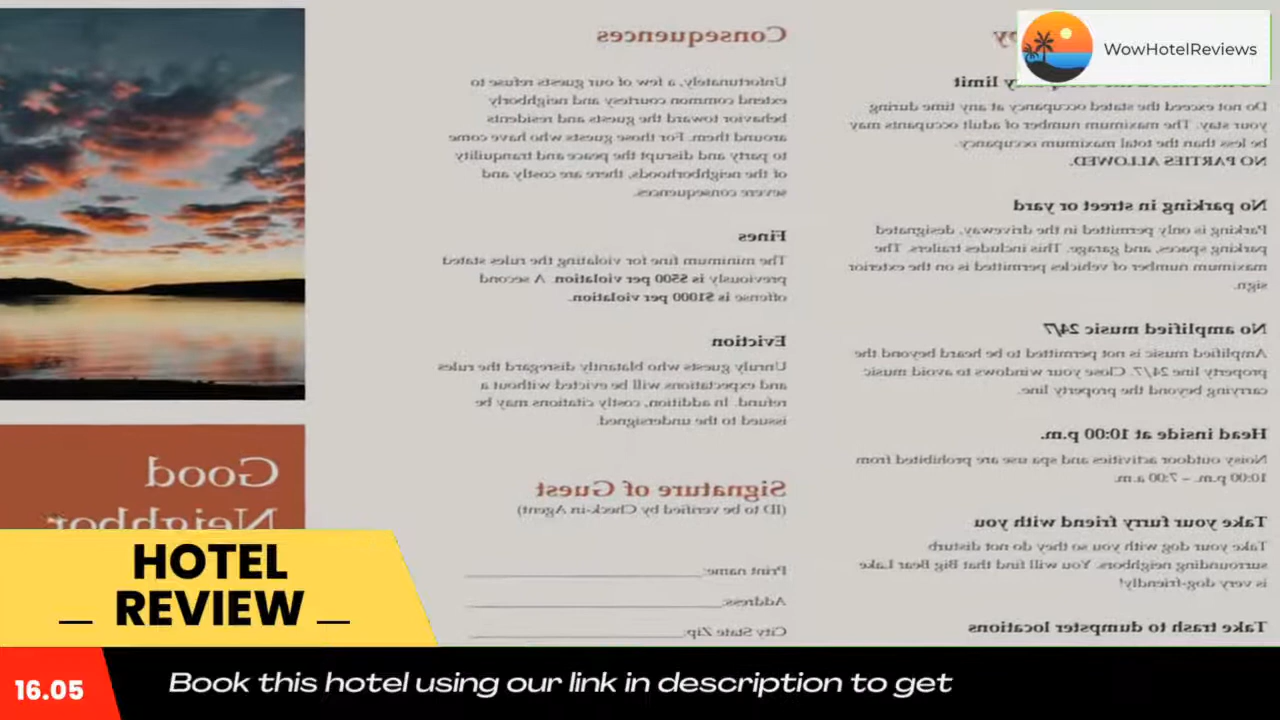 WowHotelReviews
Consequences
Unfortunately, a few of our guests refuse to
extend common courtesy and neighborly
behavior toward the guests and residents
around them. For those guests who have come
to party and disrupt the peace and tranquility
of the neighborhoods, there are costly and
severe consequences.
Fines
The minimum fine for violating the rules stated
previously is $500 per violation. A second
offense is $1000 per violation.
Eviction
Unruly guests who blatantly disregard the rules
and expectations will be evicted without a
refund. In addition, costly citations may be
issued to the undersigned.
Signature of Guest
(ID to be verified by Check-in Agent)
Print name:
Address:
City State Zip:
limit
Do not exceed the stated occupancy at any time during
your stay. The maximum number of adult occupants may
be less than the total maximum occupancy.
NO PARTIES ALLOWED.
No parking in street or yard
Parking is only permitted in the driveway, designated
parking spaces, and garage. This includes trailers. The
maximum number of vehicles permitted is on the exterior
sign.
No amplified music 24/7
Amplified music is not permitted to be heard beyond the
property line 24/7. Close your windows to avoid music
carrying beyond the property line.
Head inside at 10:00 p.m.
Noisy outdoor activities and spa use are prohibited from
10:00 p.m. – 7:00 a.m.
Take your furry friend with you
Take your dog with you so they do not disturb
surrounding neighbors. You will find that Big Bear Lake
is very dog-friendly!
Take trash to dumpster locations
Good
Neighbor
HOTEL
REVIEW
16.05
Book this hotel using our link in description to get